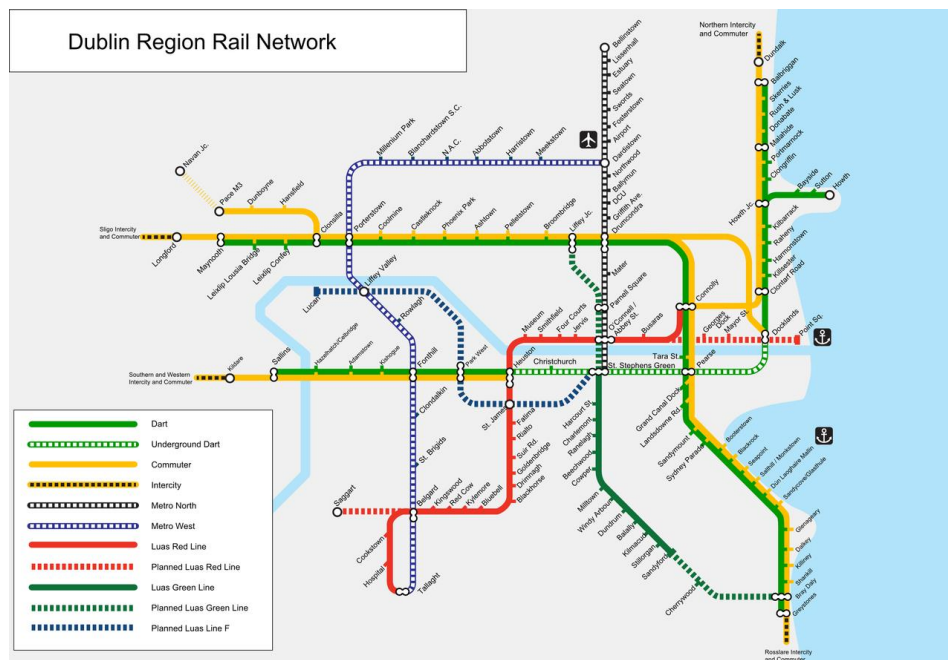 Dublin Region Rail Network
Northern Intercity
and Commuter
Dundalk
Balbriggan
Skerries
Rush & Lusk
Donabate
Malahide
Portmarnock
Clongriffin
Bayside
Sutton
Howth
Howth Jc.
Kilbarrack
Raheny
Harmonstown
Killsester
Clontarf Road
Bellinstown
Lissenhall
Estuary
Seatown
Swords
Fosterstown
Airport
Dardistown
Northwood
Ballymun
DCU
Griffith Ave.
Drumcondra
Mater
Parnell Square
O'Connell /
Abbey St.
Millenium Park
Blanchardstown S.C.
N.A.C.
Abbotstown
Harristown
Meekstown
Navan Jc.
Pace M3
Dunboyne
Hansfield
Clonsilla
Porterstown
Coolmine
Castleknock
Phoenix Park
Ashtown
Pelletstown
Broombridge
Liffey Jc.
Sligo Intercity
and Commuter
Longford
Maynooth
Leixlip Lousia Bridge
Leixlip Confey
Lucan
Liffey Valley
Rowlagh
Museum
Smithfield
Four Courts
Jervis
Busaras
Connolly
Georges
Dock
Mayor St.
Docklands
Point Sq.
Southern and Western
Intercity and Commuter
Kildare
Sallins
Hazelhatch/Celbridge
Adamstown
Kishogue
Fonthill
Park West
Heuston
Christchurch
St. Stephens Green
Tara St.
Pearse
Clondalkin
St. Brigids
St. James
Fatima
Rialto
Suir Rd.
Goldenbridge
Drimnagh
Blackhorse
Bluebell
Kylemore
Red Cow
Kingswood
Belgard
Saggart
Cookstown
Hospital
Tallaght
Harcourt St.
Charlemont
Ranelagh
Beechwood
Cowper
Milltown
Windy Arbour
Dundrum
Balally
Kilmacud
Stillorgan
Sandyford
Cherrywood
Grand Canal Dock
Landsdowne Rd.
Sandymount
Sydney Parade
Booterstown
Blackrock
Seapoint
Salthill / Monkstown
Dun Laoghaire Mallin
Sandycove/Glasthule
Glenageary
Dalkey
Killiney
Shankill
Bray Daly
Greystones
Rosslare Intercity
and Commuter
Dart
Underground Dart
Commuter
Intercity
Metro North
Metro West
Luas Red Line
Planned Luas Red Line
Luas Green Line
Planned Luas Green Line
Planned Luas Line F